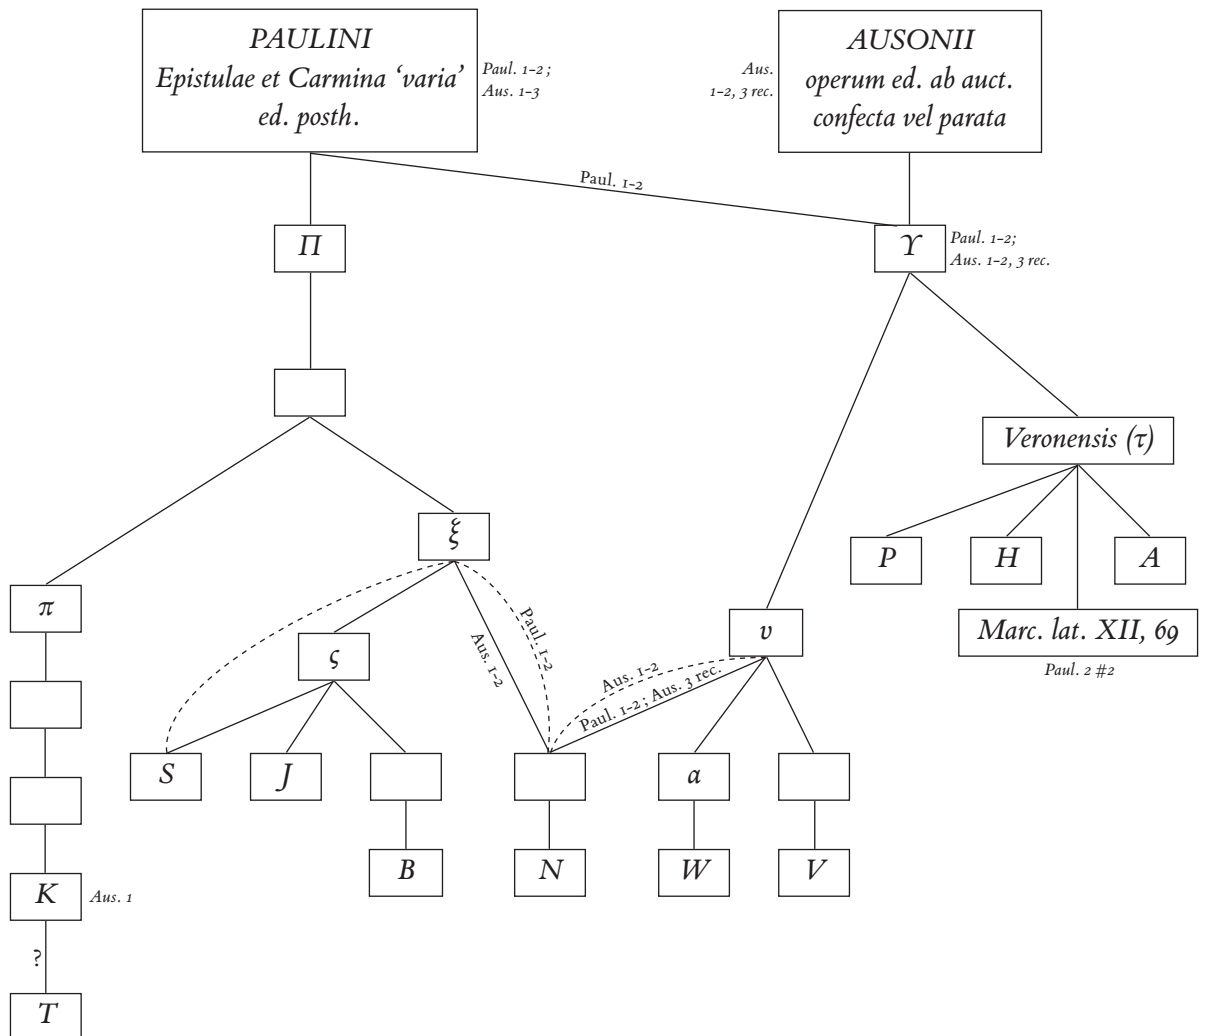 PAULINI
Epistulae et Carmina ‘varia’
ed. posth.
Paul. 1-2;
Aus. 1-3
AUSONII
operum ed. ab auct.
confecta vel parata
Aus.
1-2, 3 rec.
Paul. 1-2
Π
ϒ
Paul. 1-2;
Aus. 1-2, 3 rec.
Veronensis (τ)
ξ
P
H
A
π
ς
υ
Marc. lat. XII, 69
Paul. 2 #2
Aus. 1-2
Paul. 1-2
Aus. 1-2
Paul. 1-2; Aus. 3 rec.
S
J
α
B
N
W
V
K
Aus. 1
?
T